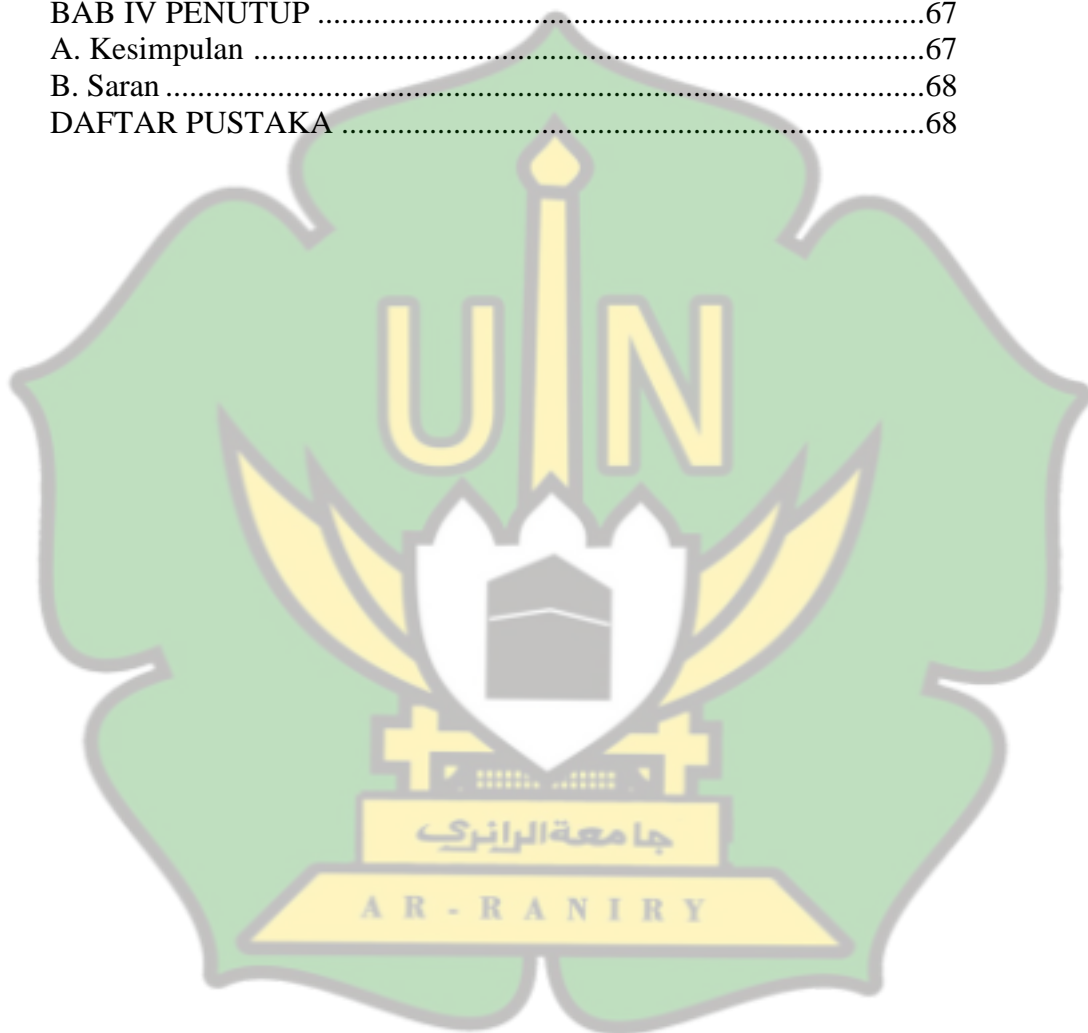 BAB IV PENUTUP ........................................................................67
A. Kesimpulan ................................................................................67
B. Saran ..........................................................................................68
DAFTAR PUSTAKA .....................................................................68
UIN
جامعة الرانري
AR-RANIRY